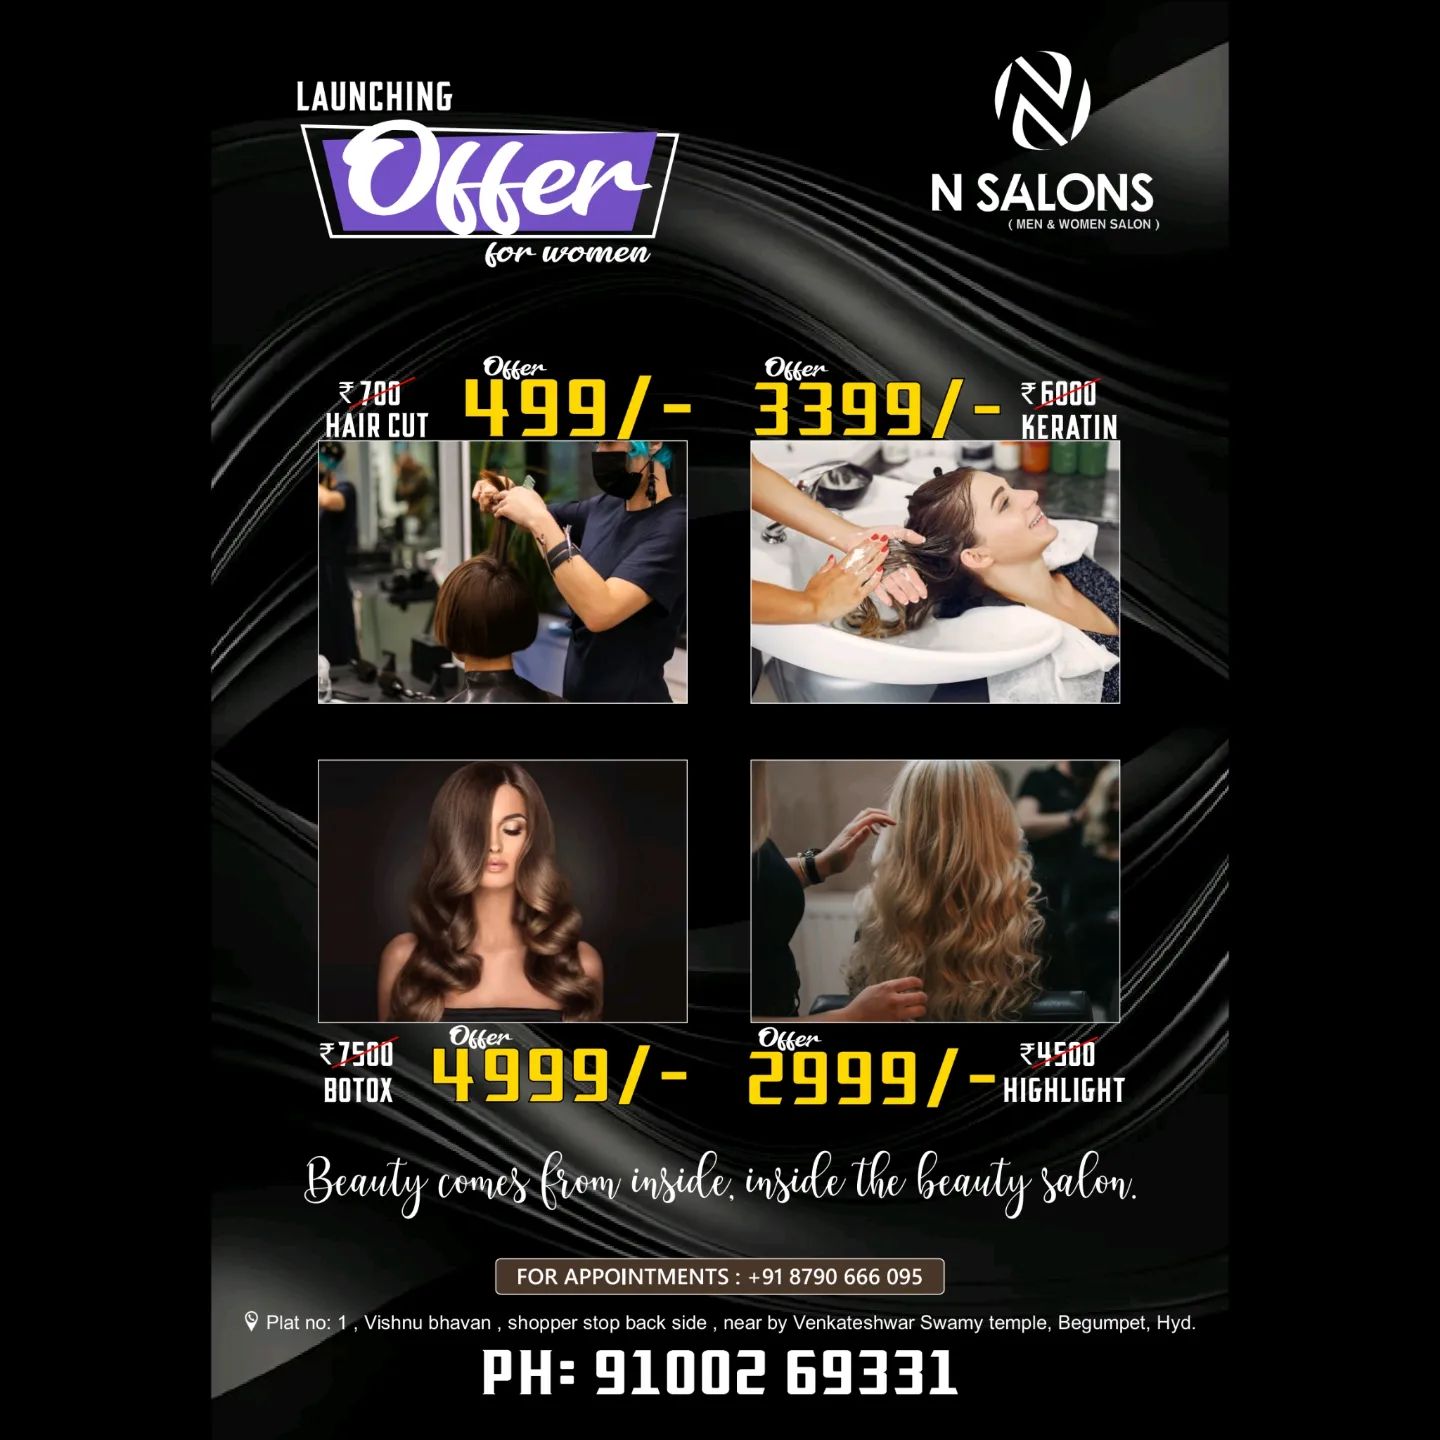 LAUNCHING
Offer
for women
N SALONS
( MEN & WOMEN SALON )
₹ 700
HAIR CUT
Offer
499/-
Offer
3399/-
₹ 6000
KERATIN
₹ 7500
BOTOX
Offer
4999/-
Offer
2999/-
₹ 4500
HIGHLIGHT
Beauty comes from inside, inside the beauty salon.
FOR APPOINTMENTS : +91 8790 666 095
Plat no: 1 , Vishnu bhavan , shopper stop back side , near by Venkateshwar Swamy temple, Begumpet, Hyd.
PH: 91002 69331